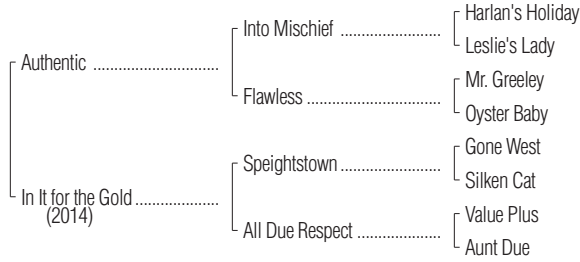 Harlan's Holiday
Into Mischief ........................
Leslie's Lady
Authentic ..............................
Mr. Greeley
Flawless ................................
Oyster Baby
Gone West
Speightstown ........................
Silken Cat
In It for the Gold ....................
(2014)
Value Plus
All Due Respect ....................
Aunt Due